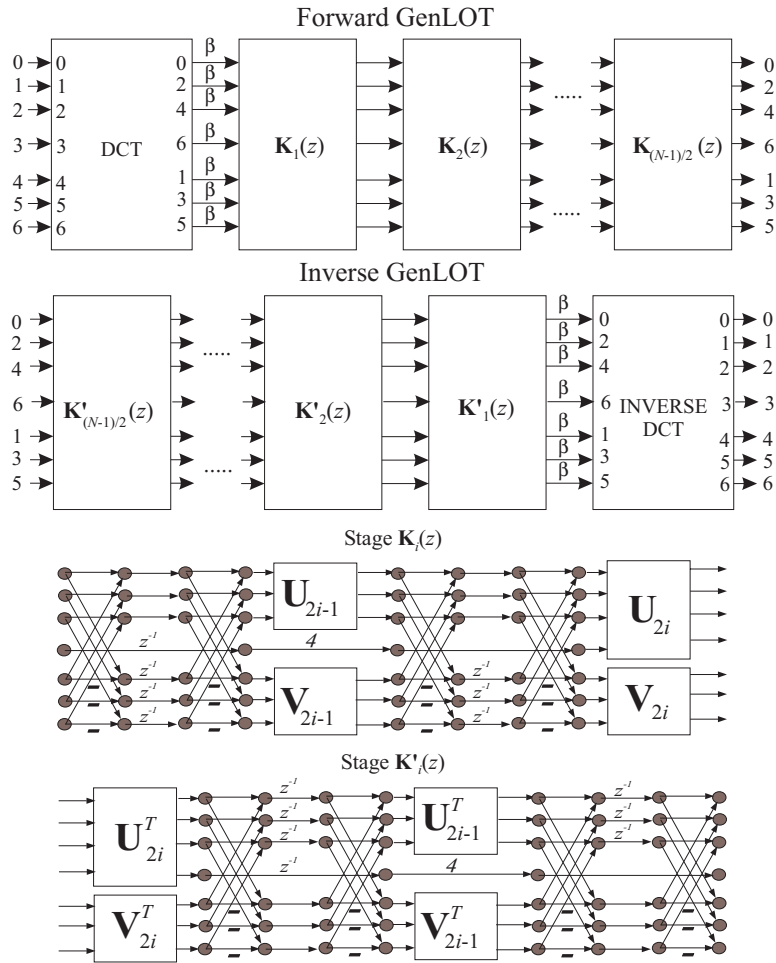 Forward GenLOT
0 0 0 β
1 1 2 β
2 2 4 β
3 3 DCT 6 β K₁(z) K₂(z) ..... K₍N-1₎/2 (z)
4 4 1 β
5 5 3 β
6 6 5 β
.....
0
2
4
6
1
3
5
Inverse GenLOT
0
2
4
6
1
3
5
K'(N-1)/2 (z) ..... K'2(z) K'1(z)
.....
β 0 0 0
β 2 1 1
β 4 2 2
β 6 INVERSE 3 3
DCT
β 1 4 4
β 3 5 5
β 5 6 6
Stage Kᵢ(z)
U2i-1 U2i
z⁻¹ 4
z⁻¹ - z⁻¹ -
z⁻¹ - V2i-1 z⁻¹ - V2i
z⁻¹ - z⁻¹ -
Stage K'ᵢ(z)
z⁻¹ z⁻¹
z⁻¹ z⁻¹
U^T2i z⁻¹ U^T2i-1 z⁻¹
z⁻¹ 4
V^T2i V^T2i-1